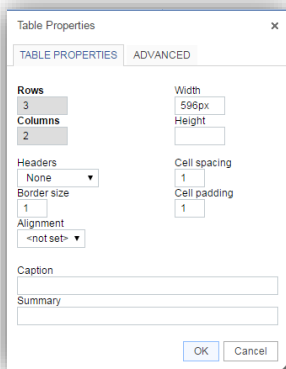 Table Properties ×
TABLE PROPERTIES ADVANCED
Rows Width
3 596px
Columns Height
2
Headers Cell spacing
None 1
Border size Cell padding
1 1
Alignment
<not set>
Caption
Summary
OK Cancel